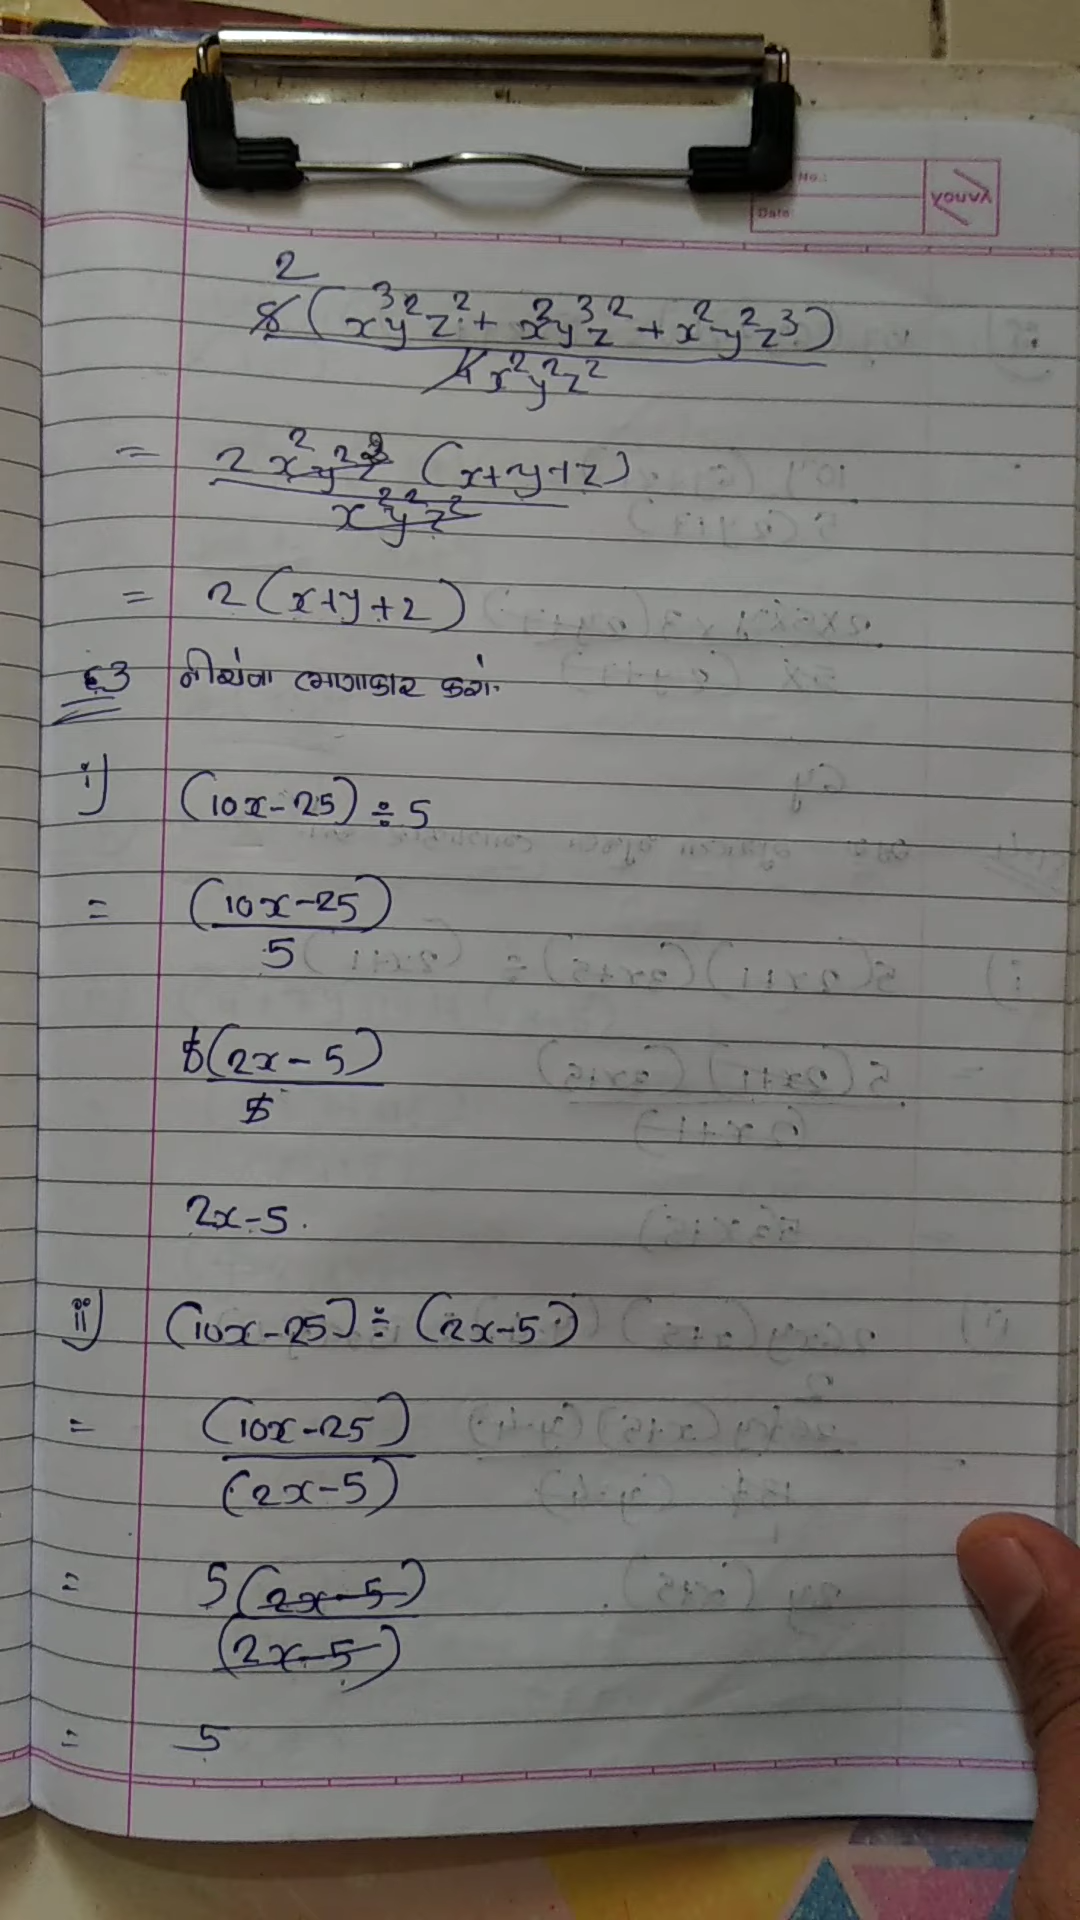 No.:
Date
YOUVA
2
8(x³y²z² + x²y³z² + x²y²z³)
4x²y²z²
= 2x²y²z² (x+y+z)
x²y²z²
= 2(x+y+z)
3 નીચેના ભાગાકાર કરો.
i) (10x-25) ÷ 5
= (10x-25)
5
5(2x-5)
5
2x-5.
ii) (10x-25) ÷ (2x-5)
= (10x-25)
(2x-5)
= 5(2x-5)
(2x-5)
= 5